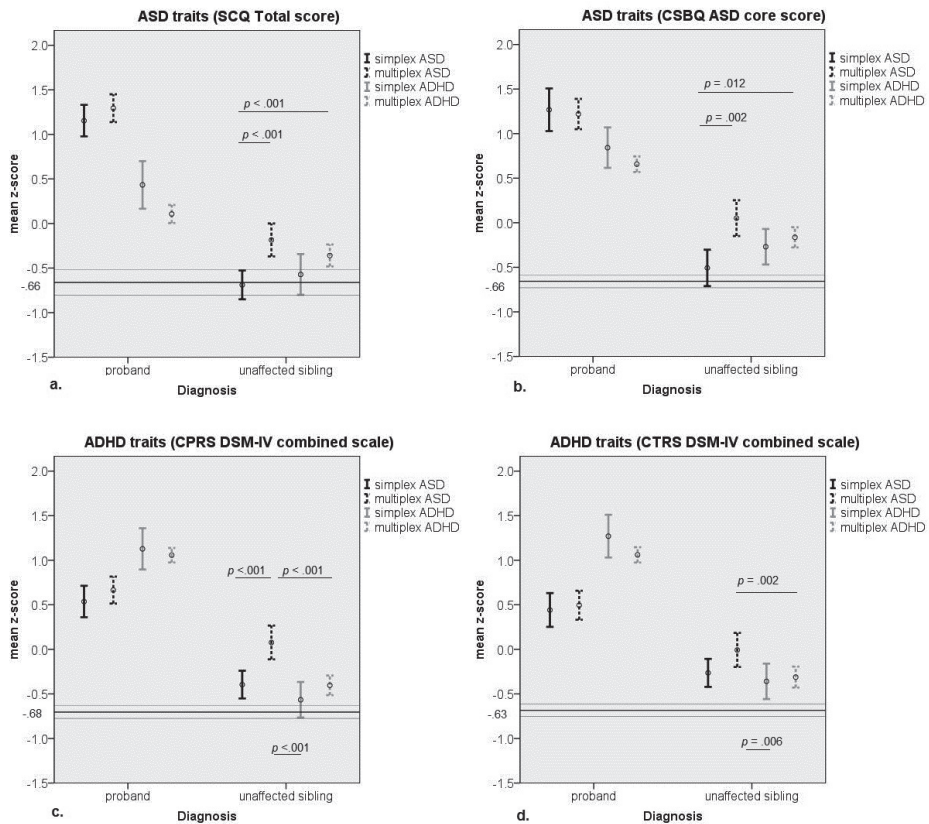 ASD traits (SCQ Total score)
2.0
1.5
1.0
0.5
0.0
-0.5
-.66
-1.0
-1.5
mean z-score
p < .001
p < .001
simplex ASD
multiplex ASD
simplex ADHD
multiplex ADHD
proband
unaffected sibling
a.
Diagnosis
ASD traits (CSBQ ASD core score)
2.0
1.5
1.0
0.5
0.0
-0.5
-.66
-1.0
-1.5
mean z-score
p = .012
p = .002
simplex ASD
multiplex ASD
simplex ADHD
multiplex ADHD
proband
unaffected sibling
b.
Diagnosis
ADHD traits (CPRS DSM-IV combined scale)
2.0
1.5
1.0
0.5
0.0
-0.5
-.68
-1.0
-1.5
mean z-score
p <.001
p < .001
p <.001
simplex ASD
multiplex ASD
simplex ADHD
multiplex ADHD
proband
unaffected sibling
c.
Diagnosis
ADHD traits (CTRS DSM-IV combined scale)
2.0
1.5
1.0
0.5
0.0
-0.5
-.63
-1.0
-1.5
mean z-score
p = .002
p = .006
simplex ASD
multiplex ASD
simplex ADHD
multiplex ADHD
proband
unaffected sibling
d.
Diagnosis